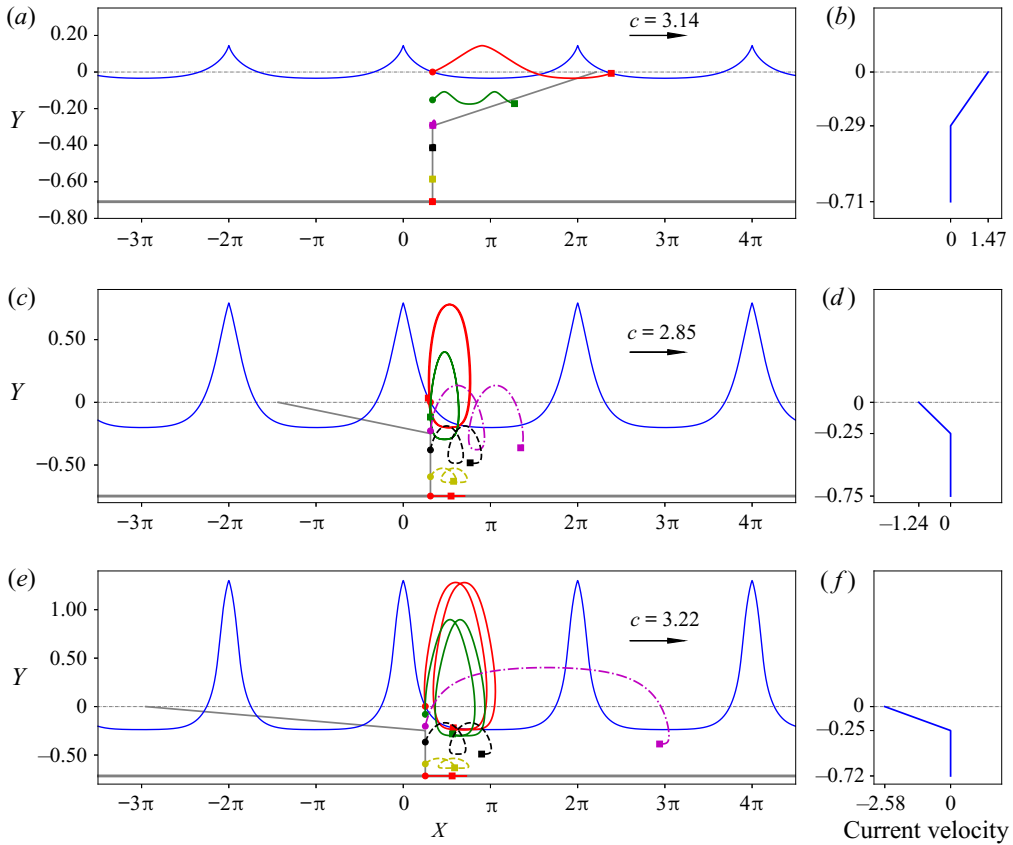 (a)
(b)
c = 3.14
0.20
0
−0.20
−0.40
−0.60
−0.80
Y
−3π −2π −π 0 π 2π 3π 4π
0
−0.29
−0.71
0 1.47
(c)
(d)
c = 2.85
0.50
0
−0.50
Y
−3π −2π −π 0 π 2π 3π 4π
0
−0.25
−0.75
−1.24 0
(e)
(f)
c = 3.22
1.00
0.50
0
−0.50
Y
−3π −2π −π 0 π 2π 3π 4π
X
0
−0.25
−0.72
−2.58 0
Current velocity